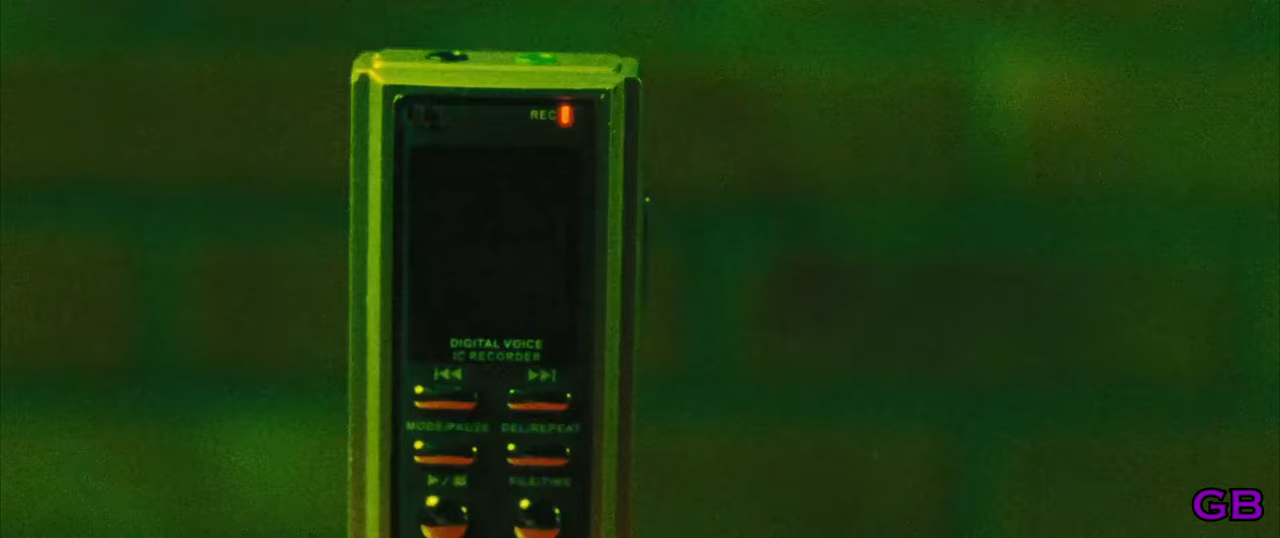 REC
DIGITAL VOICE
IC RECORDER
MODE/PAUSE DEL/REPEAT
FILE/TIME
GB